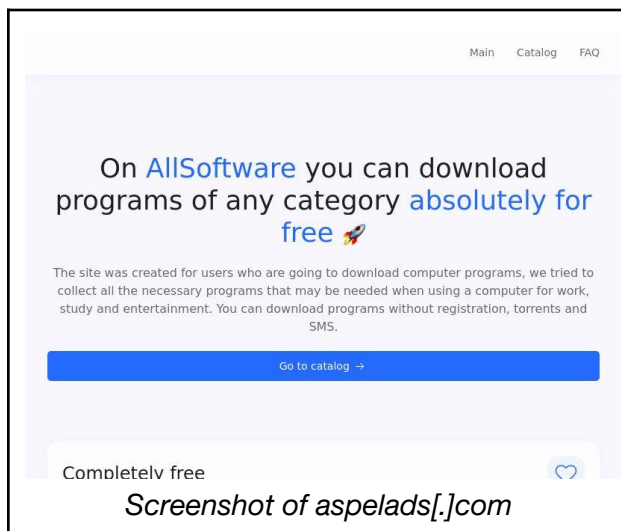 Main Catalog FAQ
On AllSoftware you can download
programs of any category absolutely for
free 🚀
The site was created for users who are going to download computer programs, we tried to
collect all the necessary programs that may be needed when using a computer for work,
study and entertainment. You can download programs without registration, torrents and
SMS.
Go to catalog →
Completely free
Screenshot of aspelads[.]com